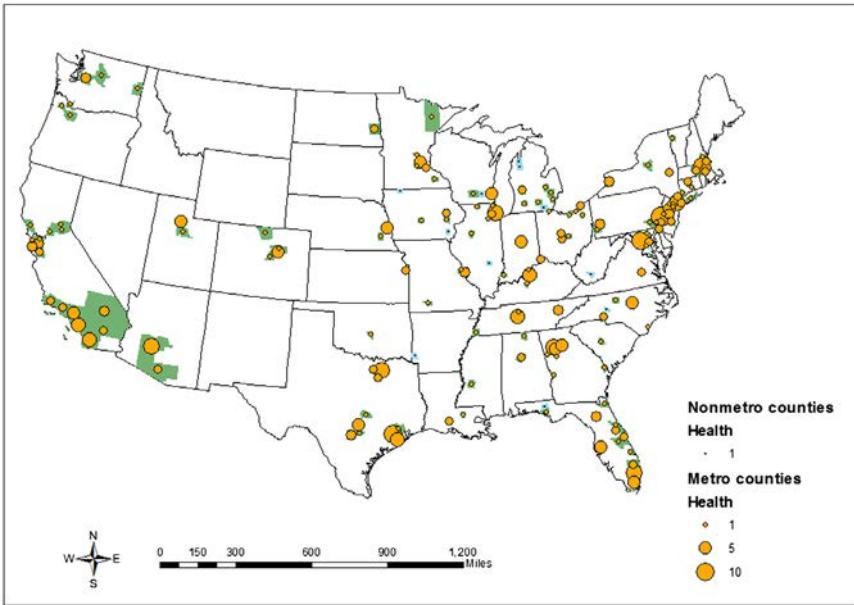 Nonmetro counties
Health
1
Metro counties
Health
1
5
10
N
W E
S
0 150 300 600 900 1,200
Miles